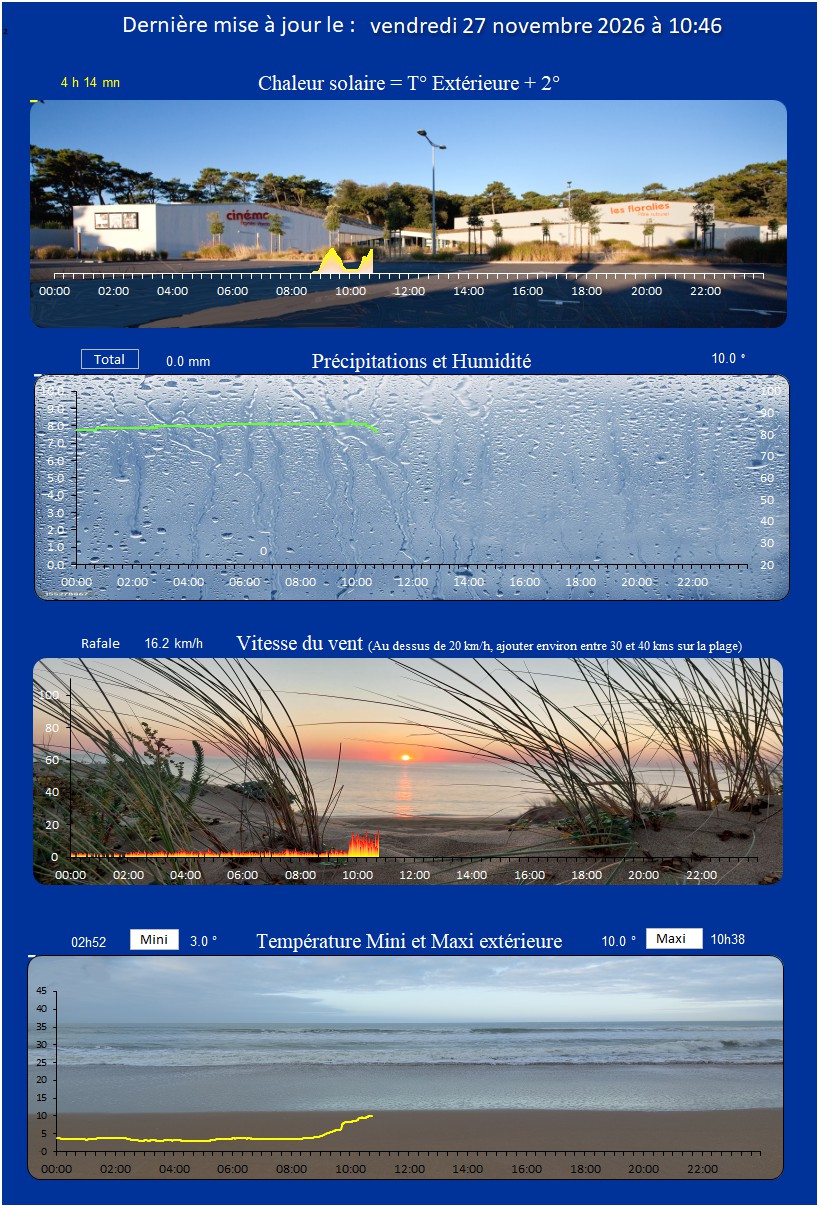 Dernière mise à jour le : vendredi 27 novembre 2026 à 10:46
4 h 14 mn
Chaleur solaire = T° Extérieure + 2°
cinéma
les floralies
00:00 02:00 04:00 06:00 08:00 10:00 12:00 14:00 16:00 18:00 20:00 22:00
Total 0.0 mm Précipitations et Humidité 10.0 °
10.0 100
9.0 90
8.0 80
7.0 70
6.0 60
5.0 50
4.0 40
3.0
2.0 30
1.0
0
0.0 20
00:00 02:00 04:00 06:00 08:00 10:00 12:00 14:00 16:00 18:00 20:00 22:00
Rafale 16.2 km/h Vitesse du vent (Au dessus de 20 km/h, ajouter environ entre 30 et 40 kms sur la plage)
100
80
60
40
20
0
00:00 02:00 04:00 06:00 08:00 10:00 12:00 14:00 16:00 18:00 20:00 22:00
02h52 Mini 3.0 ° Température Mini et Maxi extérieure 10.0 ° Maxi 10h38
45
40
35
30
25
20
15
10
5
0
00:00 02:00 04:00 06:00 08:00 10:00 12:00 14:00 16:00 18:00 20:00 22:00